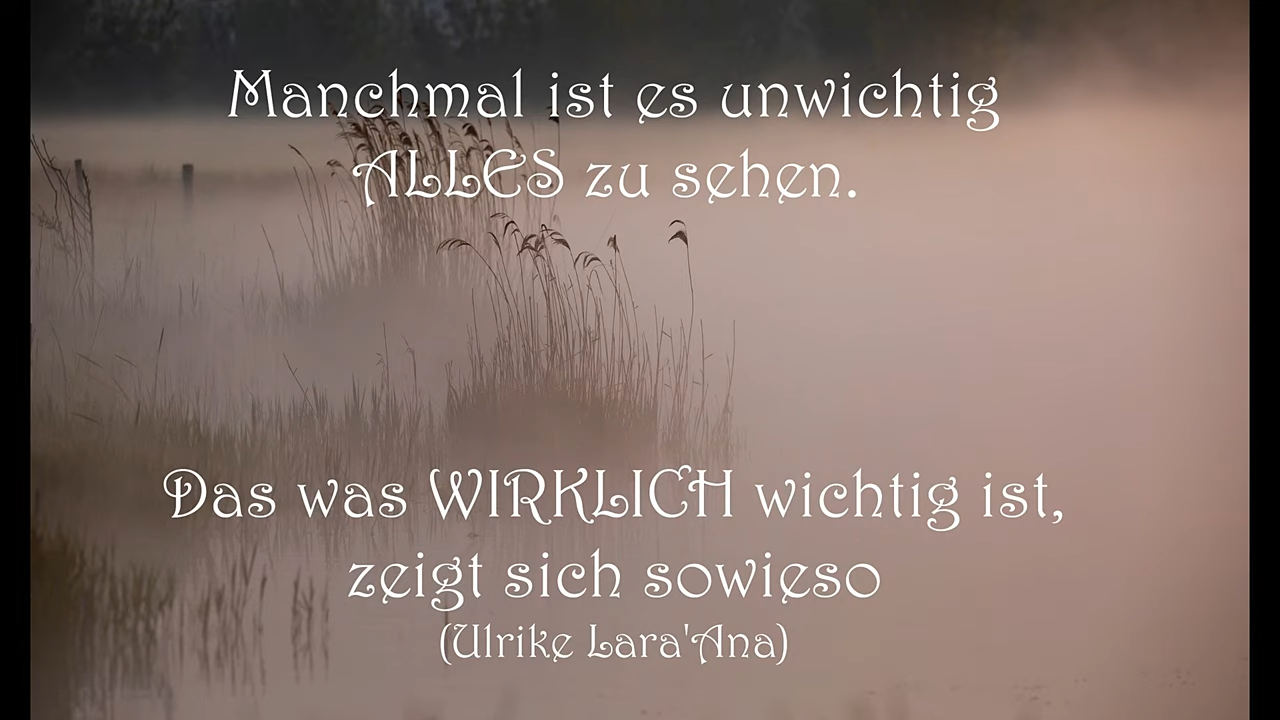 Manchmal ist es unwichtig
ALLES zu sehen.
Das was WIRKLICH wichtig ist,
zeigt sich sowieso
(Ulrike Lara'Ana)